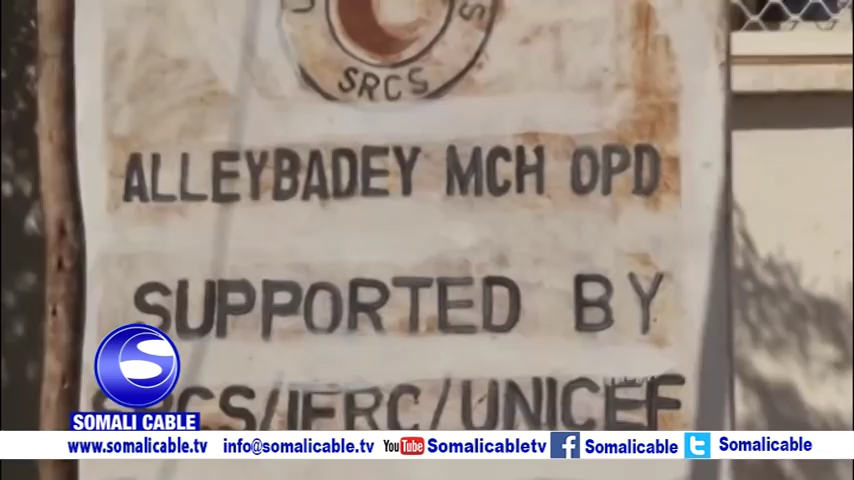 SRCS
ALLEYBADEY MCH OPD
SUPPORTED BY
SRCS/IFRC/UNICEF
SOMALI CABLE
www.somalicable.tv info@somalicable.tv YouTube Somalicabletv Somalicable Somalicable